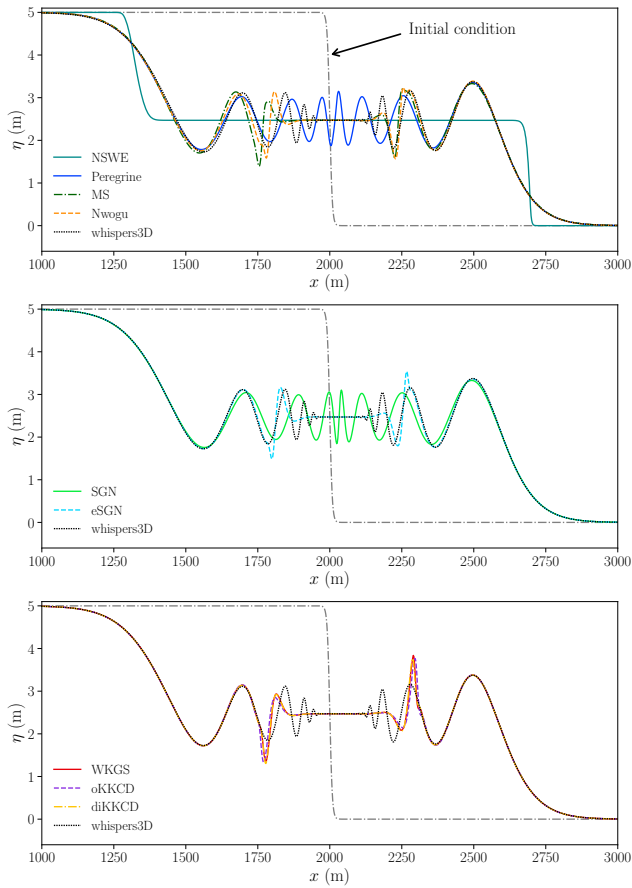 Initial condition
5
4
3
2
1
0
η (m)
NSWE
Peregrine
MS
Nwogu
whispers3D
1000 1250 1500 1750 2000 2250 2500 2750 3000
x (m)
5
4
3
2
1
0
η (m)
SGN
eSGN
whispers3D
1000 1250 1500 1750 2000 2250 2500 2750 3000
x (m)
5
4
3
2
1
0
η (m)
WKGS
oKKCD
diKKCD
whispers3D
1000 1250 1500 1750 2000 2250 2500 2750 3000
x (m)